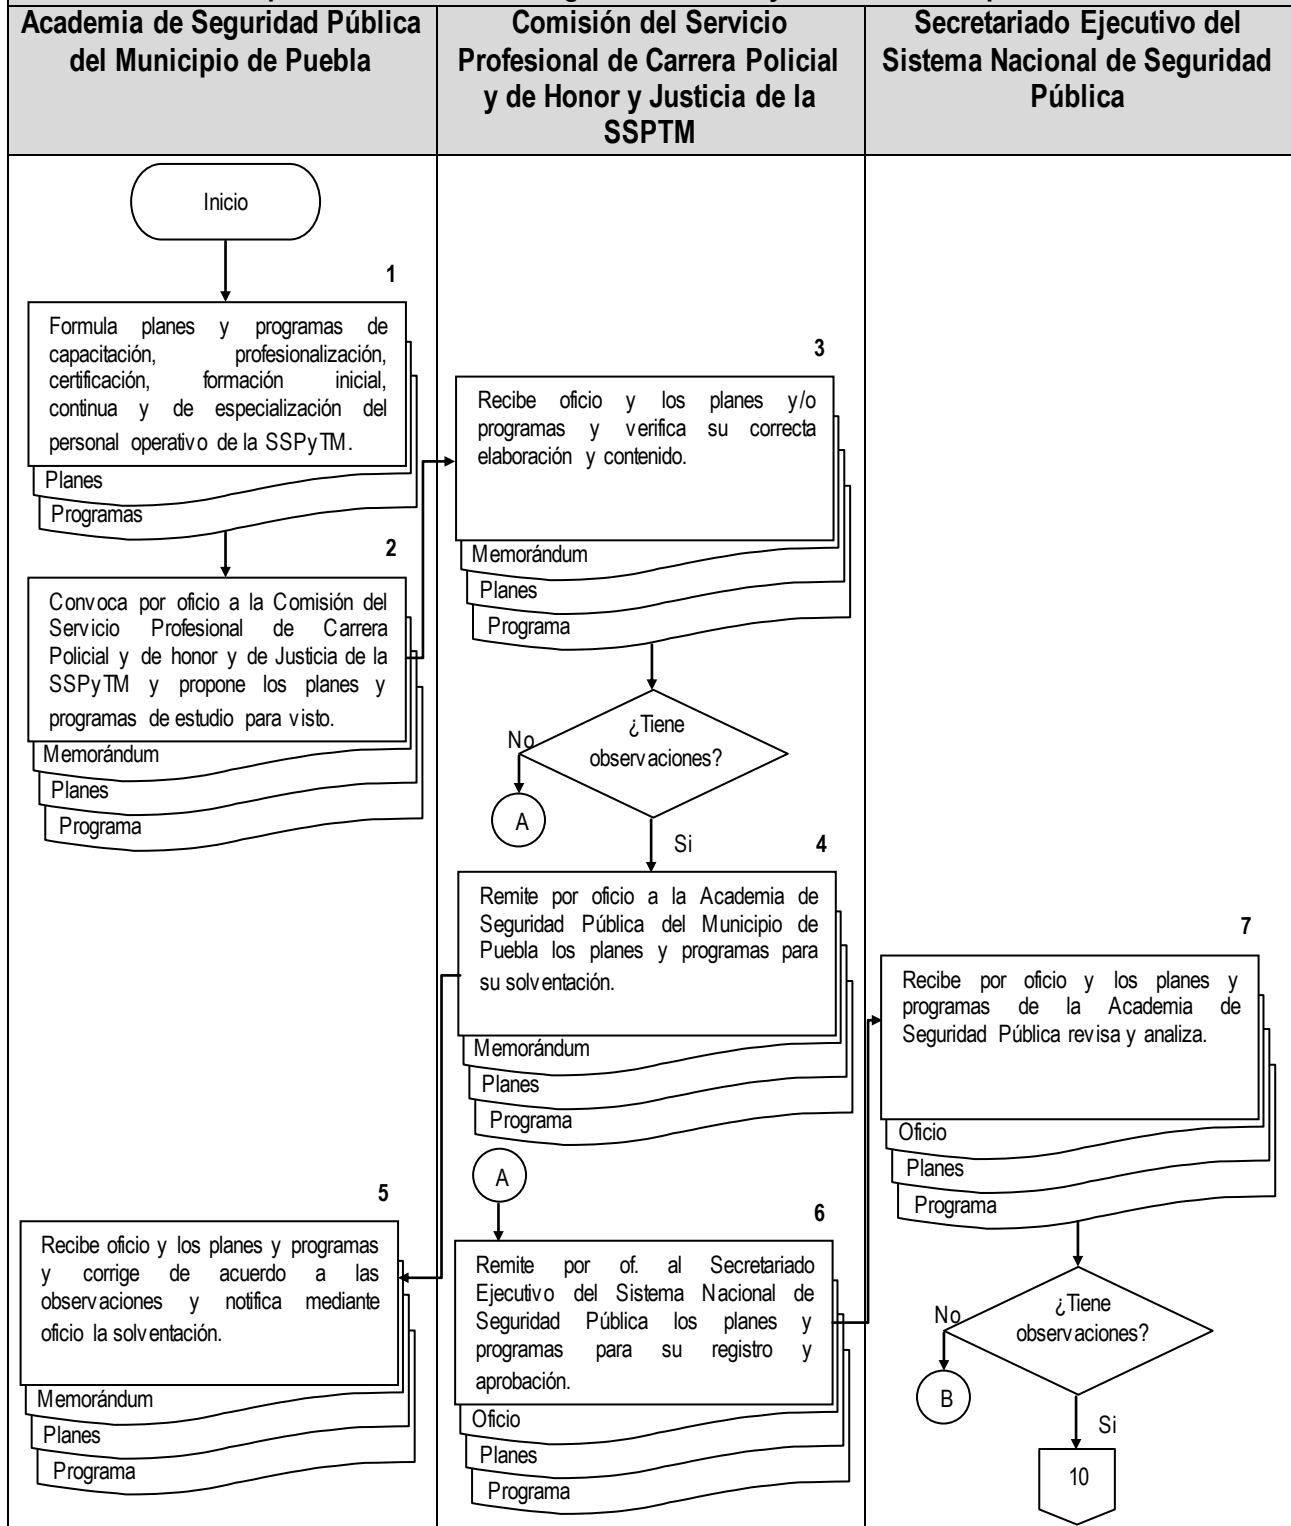 Academia de Seguridad Pública
del Municipio de Puebla
Comisión del Servicio
Profesional de Carrera Policial
y de Honor y Justicia de la
SSPTM
Secretariado Ejecutivo del
Sistema Nacional de Seguridad
Pública
Inicio
1
Formula planes y programas de
capacitación, profesionalización,
certificación, formación inicial,
continua y de especialización del
personal operativo de la SSPyTM.
Planes
Programas
2
Convoca por oficio a la Comisión del
Servicio Profesional de Carrera
Policial y de honor y de Justicia de la
SSPyTM y propone los planes y
programas de estudio para visto.
Memorándum
Planes
Programa
3
Recibe oficio y los planes y/o
programas y verifica su correcta
elaboración y contenido.
Memorándum
Planes
Programa
¿Tiene
observaciones?
No
A
Si
4
Remite por oficio a la Academia de
Seguridad Pública del Municipio de
Puebla los planes y programas para
su solventación.
Memorándum
Planes
Programa
5
Recibe oficio y los planes y programas
y corrige de acuerdo a las
observaciones y notifica mediante
oficio la solventación.
Memorándum
Planes
Programa
A
6
Remite por of. al Secretariado
Ejecutivo del Sistema Nacional de
Seguridad Pública los planes y
programas para su registro y
aprobación.
Oficio
Planes
Programa
7
Recibe por oficio y los planes y
programas de la Academia de
Seguridad Pública revisa y analiza.
Oficio
Planes
Programa
¿Tiene
observaciones?
No
B
Si
10